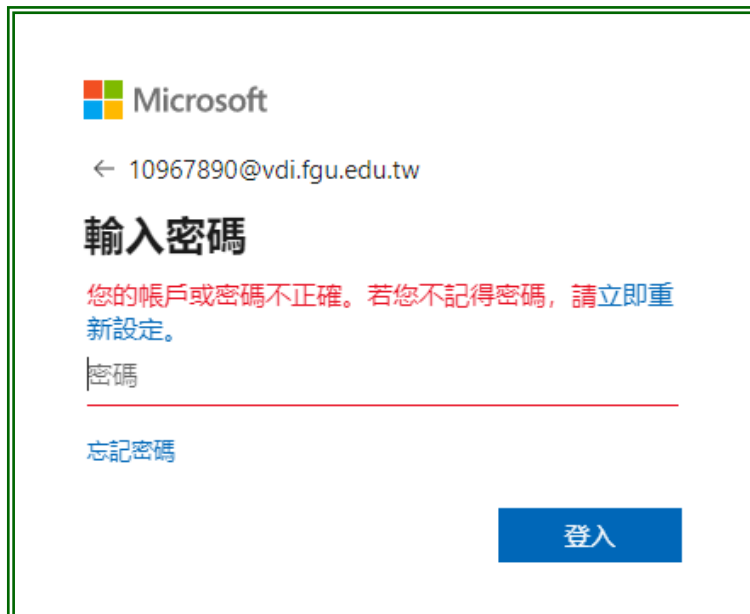 Microsoft
← 10967890@vdi.fgu.edu.tw
輸入密碼
您的帳戶或密碼不正確。若您不記得密碼，請立即重
新設定。
密碼
忘記密碼
登入